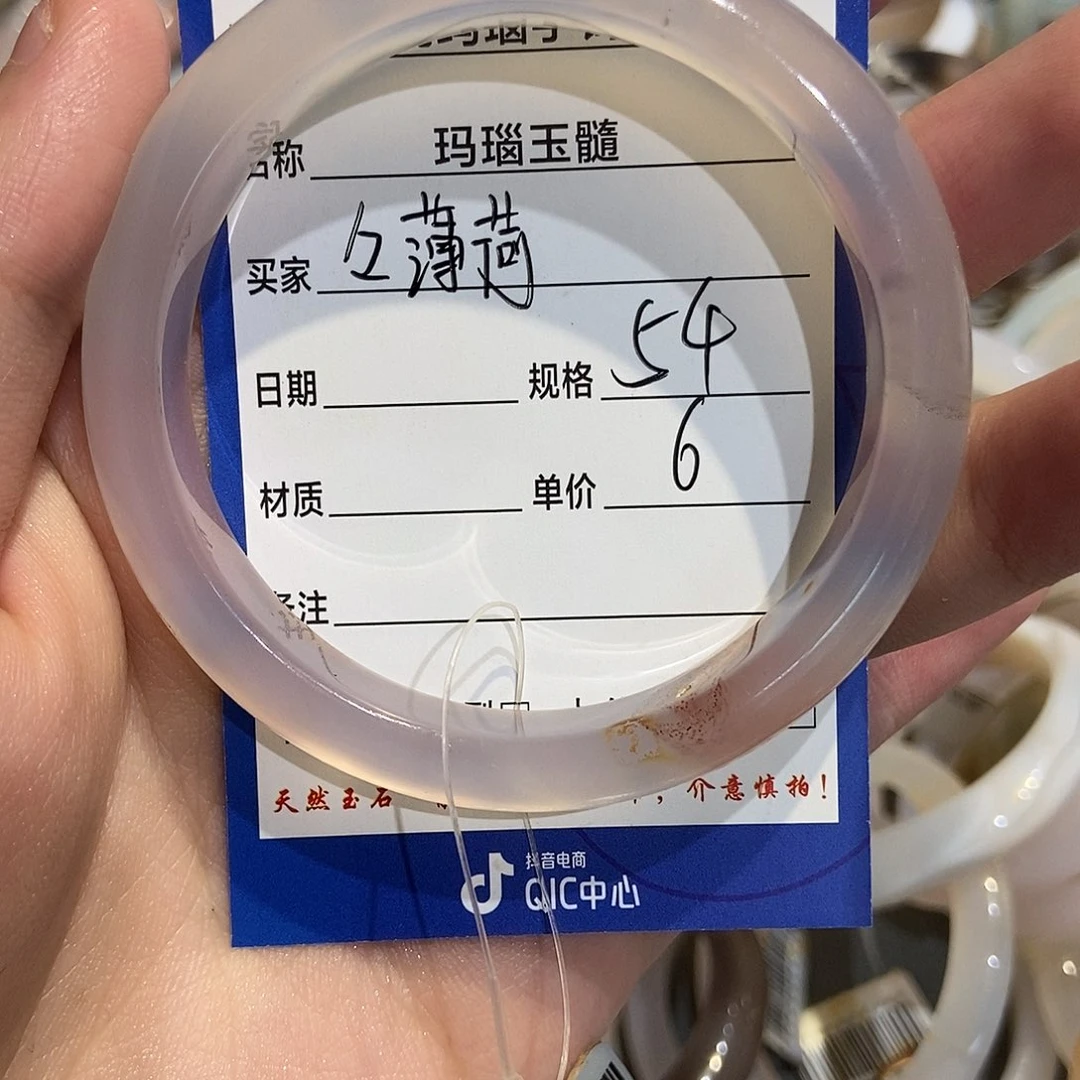 名称 玛瑙玉髓
买家 么薄荷
日期 规格 54
材质 单价 6
备注
天然玉石 ，介意慎拍！
抖音电商
QIC中心